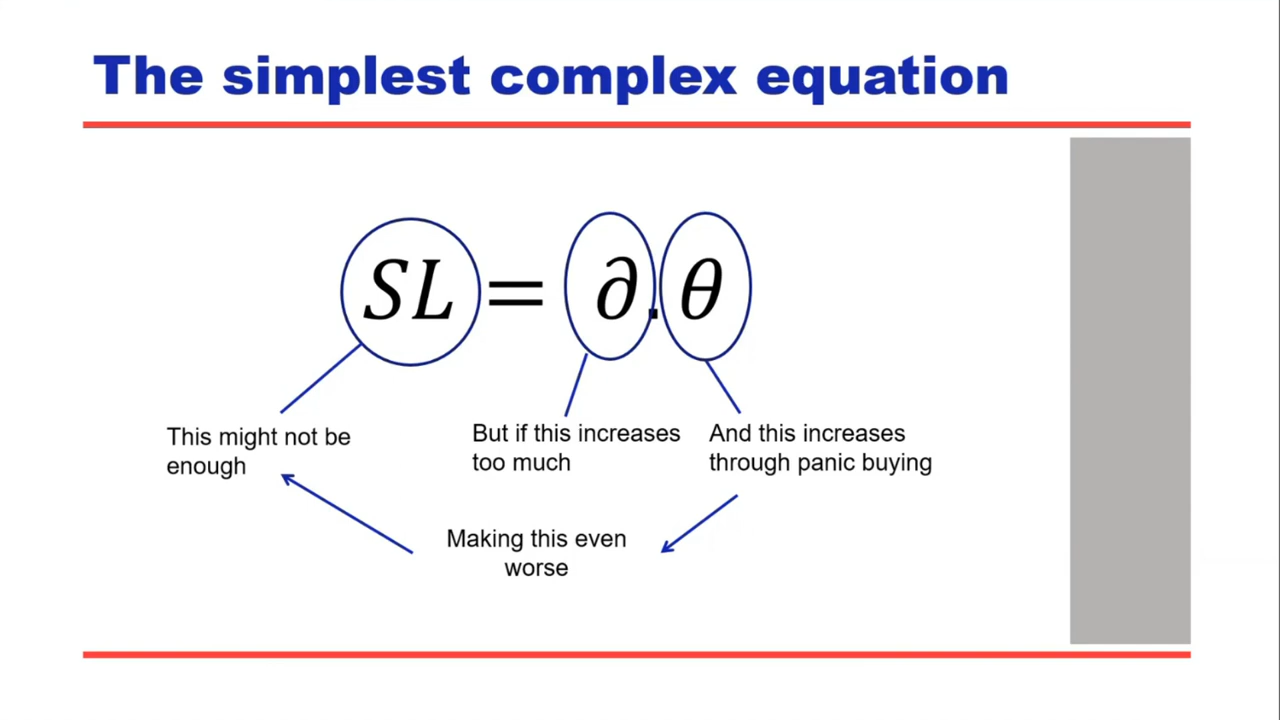 The simplest complex equation
SL = ∂.θ
This might not be
enough
But if this increases
too much
And this increases
through panic buying
Making this even
worse